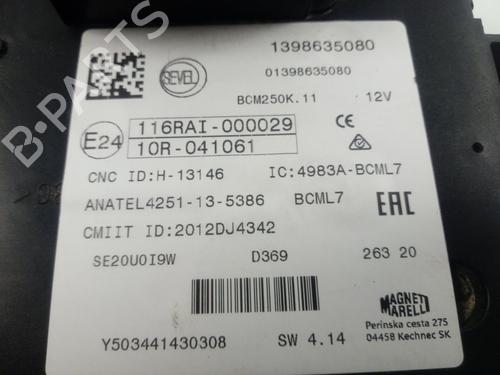 1398635080
SEVEL
01398635080
BCM250K.11 12V
E24
116RAI-000029
10R-041061
CE
CNC ID:H-13146 IC:4983A-BCML7
ANATEL4251-13-5386 BCML7
EAC
CMIIT ID:2012DJ4342
SE20U0I9W D369 263 20
MAGNETI
MARELLI
Perinska cesta 275
04458 Kechnec SK
Y503441430308 SW 4.14
B-PARTS